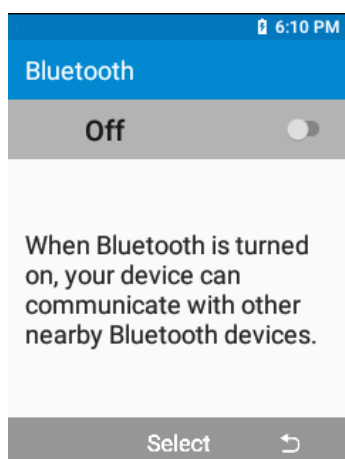 6:10 PM
Bluetooth
Off
When Bluetooth is turned
on, your device can
communicate with other
nearby Bluetooth devices.
Select